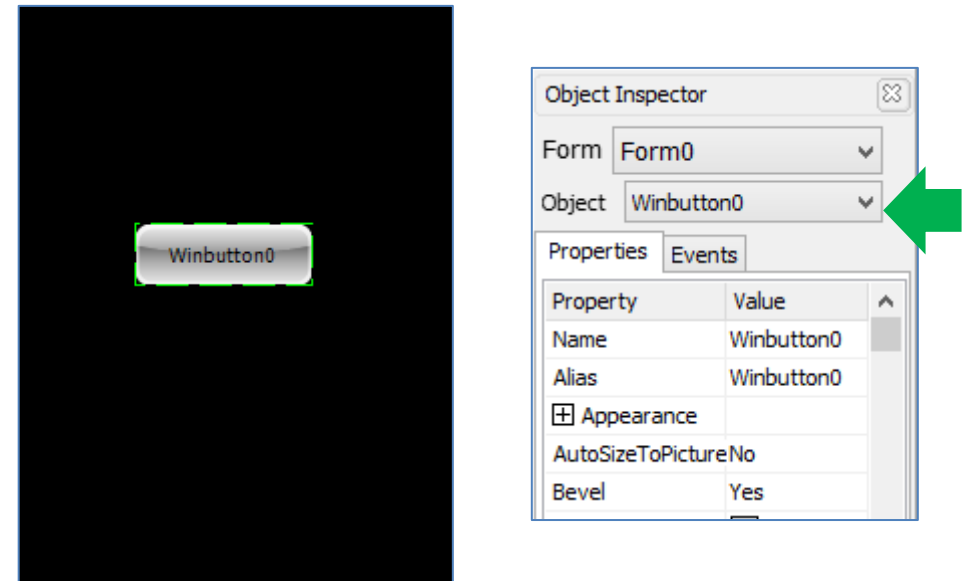 Winbutton0
Object Inspector
Form Form0
Object Winbutton0
Properties Events
Property Value
Name Winbutton0
Alias Winbutton0
Appearance
AutoSizeToPicture No
Bevel Yes